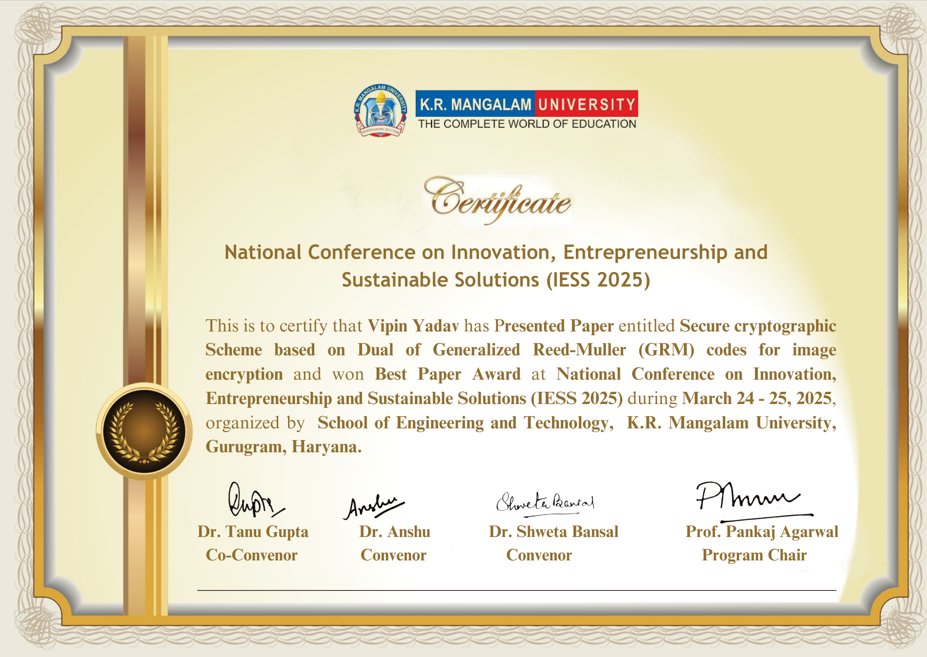 K.R. MANGALAM UNIVERSITY
THE COMPLETE WORLD OF EDUCATION
Certificate
National Conference on Innovation, Entrepreneurship and
Sustainable Solutions (IESS 2025)
This is to certify that Vipin Yadav has Presented Paper entitled Secure cryptographic
Scheme based on Dual of Generalized Reed-Muller (GRM) codes for image
encryption and won Best Paper Award at National Conference on Innovation,
Entrepreneurship and Sustainable Solutions (IESS 2025) during March 24 - 25, 2025,
organized by School of Engineering and Technology, K.R. Mangalam University,
Gurugram, Haryana.
Gupta Anshu Shweta Bansal
Dr. Tanu Gupta Dr. Anshu Dr. Shweta Bansal Prof. Pankaj Agarwal
Co-Convenor Convenor Convenor Program Chair